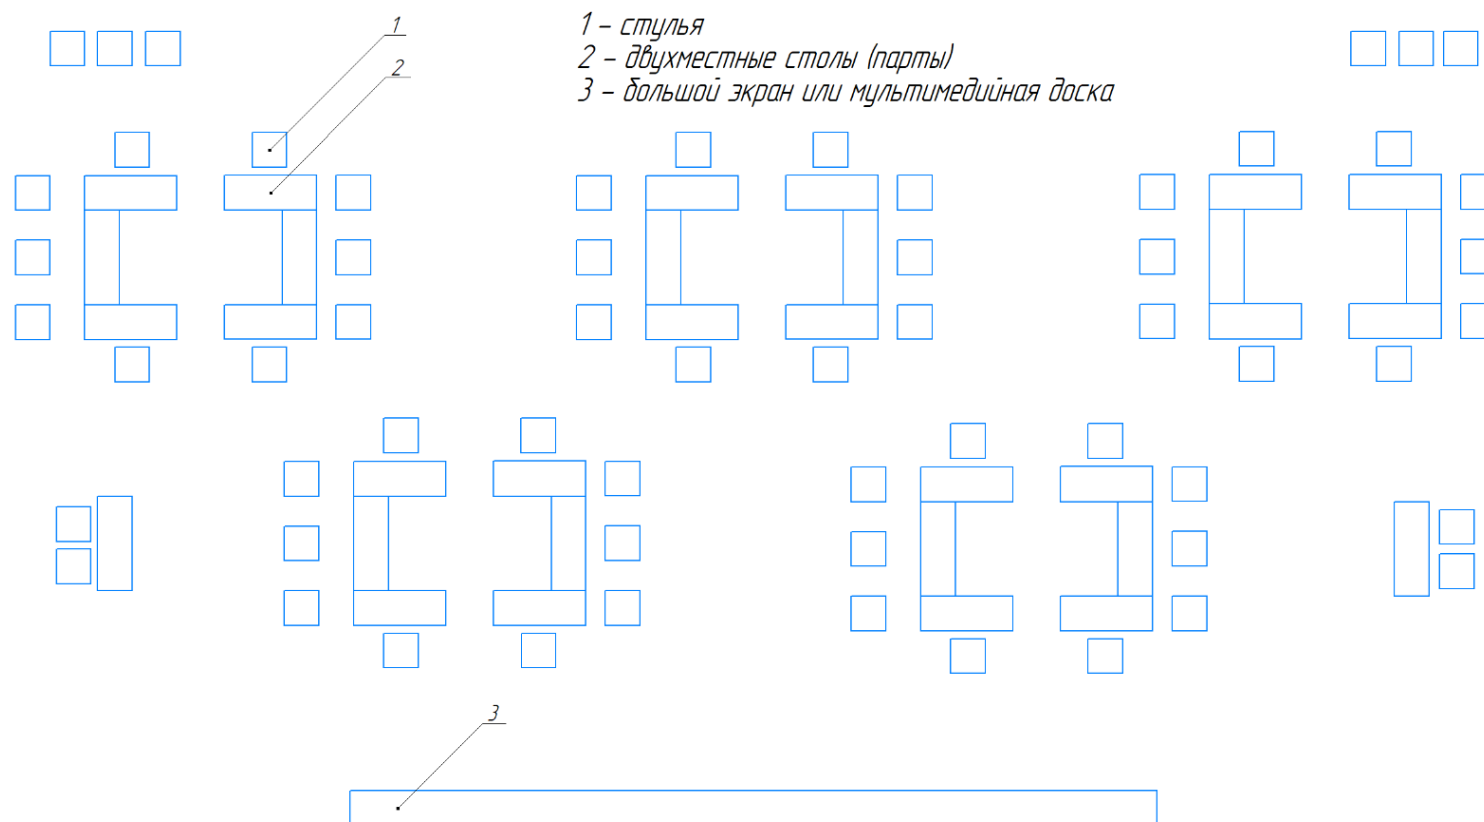 1
1 – стулья
2
2 – двухместные столы (парты)
3 – большой экран или мультимедийная доска
3